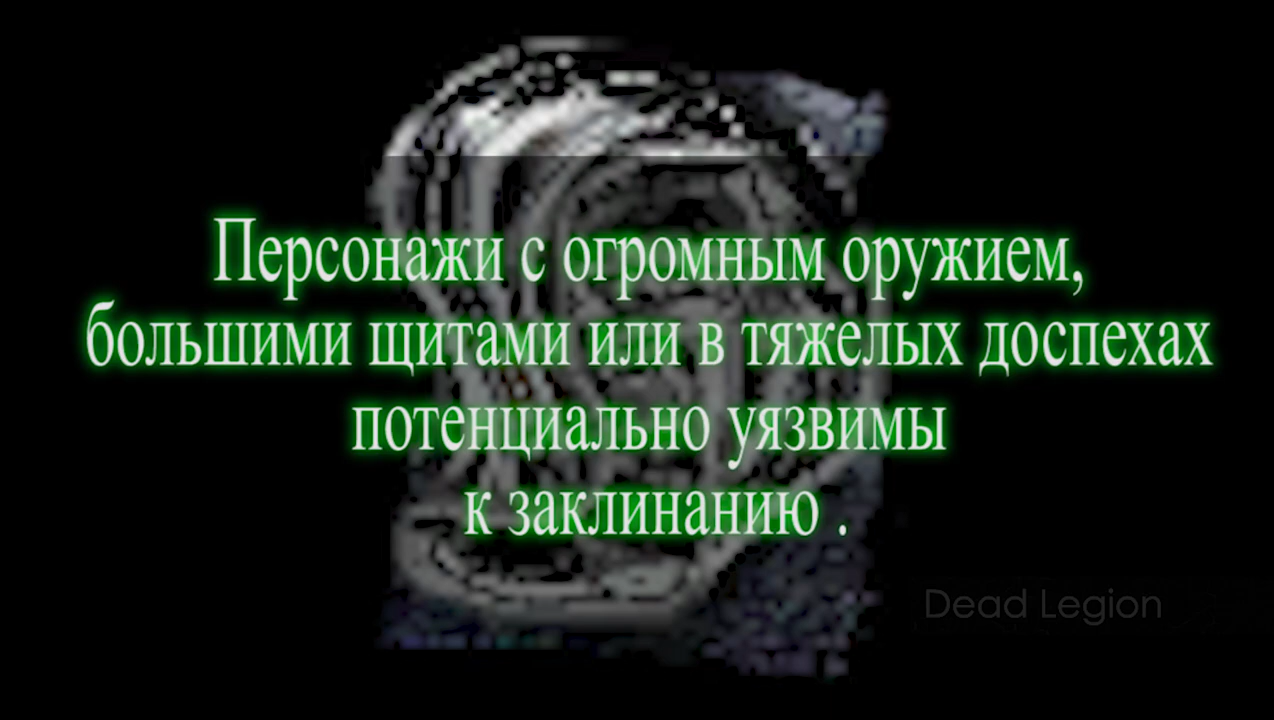 Персонажи с огромным оружием,
большими щитами или в тяжелых доспехах
потенциально уязвимы
к заклинанию .
Dead Legion